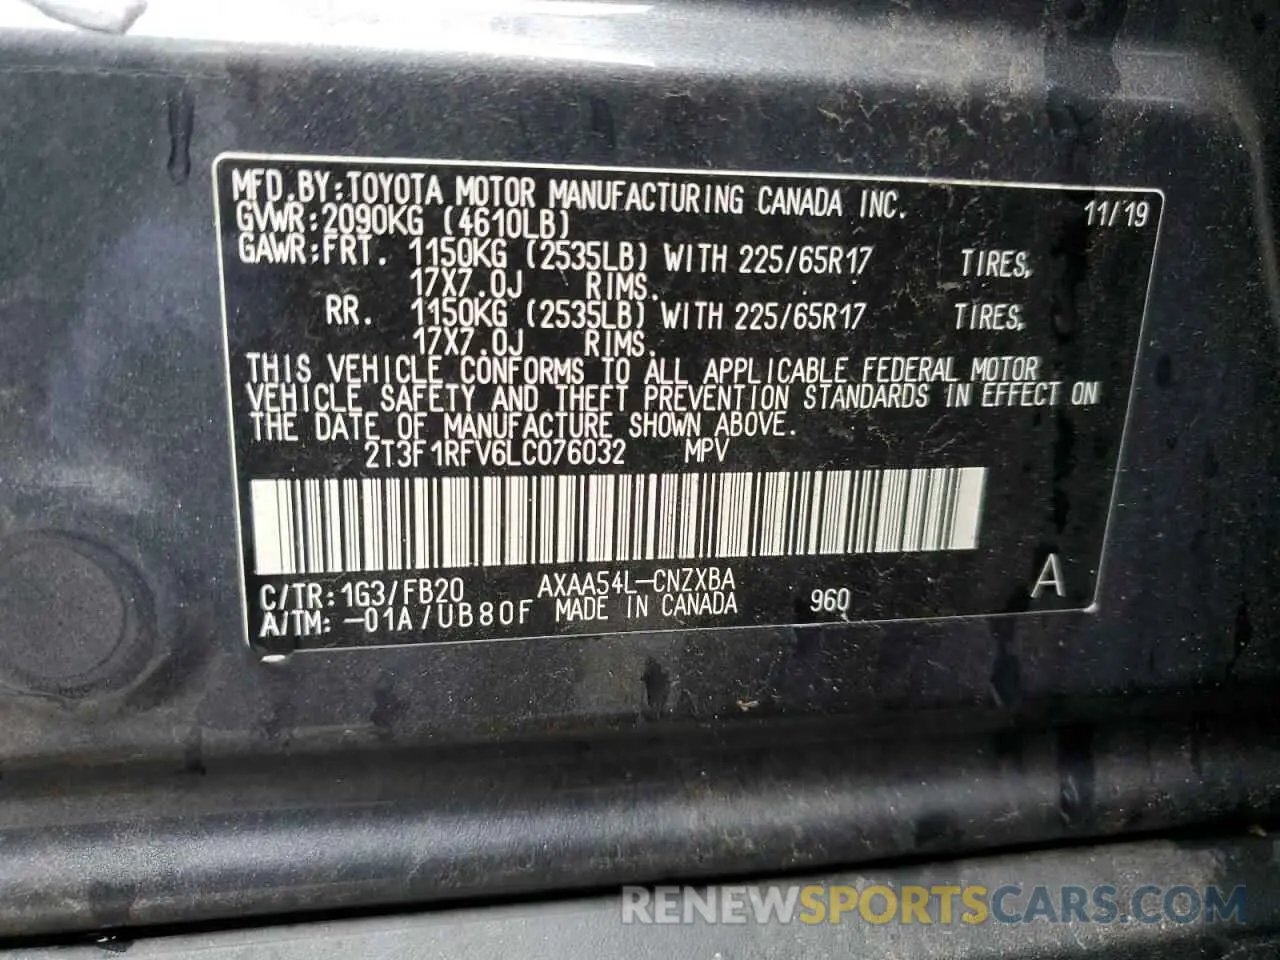 MFD.BY:TOYOTA MOTOR MANUFACTURING CANADA INC. 11/19
GVWR:2090KG (4610LB)
GAWR:FRT. 1150KG (2535LB) WITH 225/65R17 TIRES,
17X7.0J RIMS.
RR. 1150KG (2535LB) WITH 225/65R17 TIRES,
17X7.0J RIMS.
THIS VEHICLE CONFORMS TO ALL APPLICABLE FEDERAL MOTOR
VEHICLE SAFETY AND THEFT PREVENTION STANDARDS IN EFFECT ON
THE DATE OF MANUFACTURE SHOWN ABOVE.
2T3F1RFV6LC076032 MPV
C/TR:1G3/FB20 AXAA54L-CNZXBA
A/TM:-01A/UB80F MADE IN CANADA 960 A
RENEWSPORTSCARS.COM